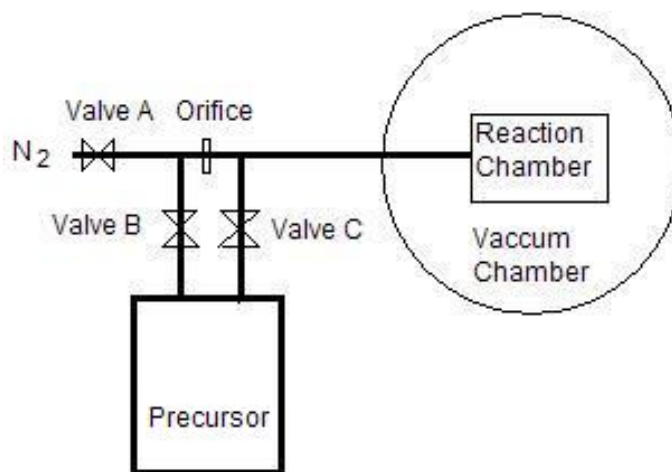 Valve A Orifice
N2
Reaction
Chamber
Valve B
Valve C
Vaccum
Chamber
Precursor